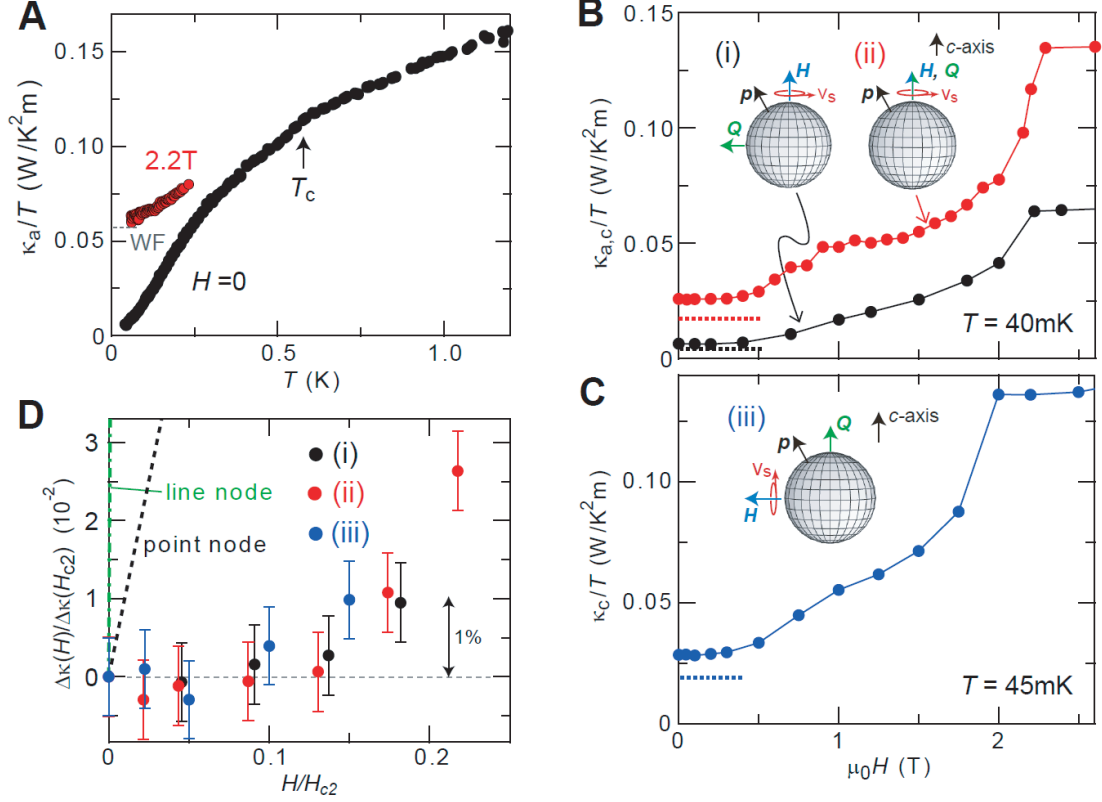 A
κa/T (W/K²m)
0.15
0.10
0.05
0
2.2T
WF
H =0
Tc
0
0.5
1.0
T (K)
B
κa,c/T (W/K²m)
0.15
0.10
0.05
0
(i)
(ii)
c-axis
H
H, Q
p
Vs
p
Vs
Q
T = 40mK
C
κc/T (W/K²m)
0.10
0.05
0
(iii)
Q
c-axis
p
Vs
H
T = 45mK
0
1
2
μ0H (T)
D
Δκ(H)/Δκ(Hc2) (10⁻²)
3
2
1
0
line node
point node
(i)
(ii)
(iii)
1%
0
0.1
0.2
H/Hc2